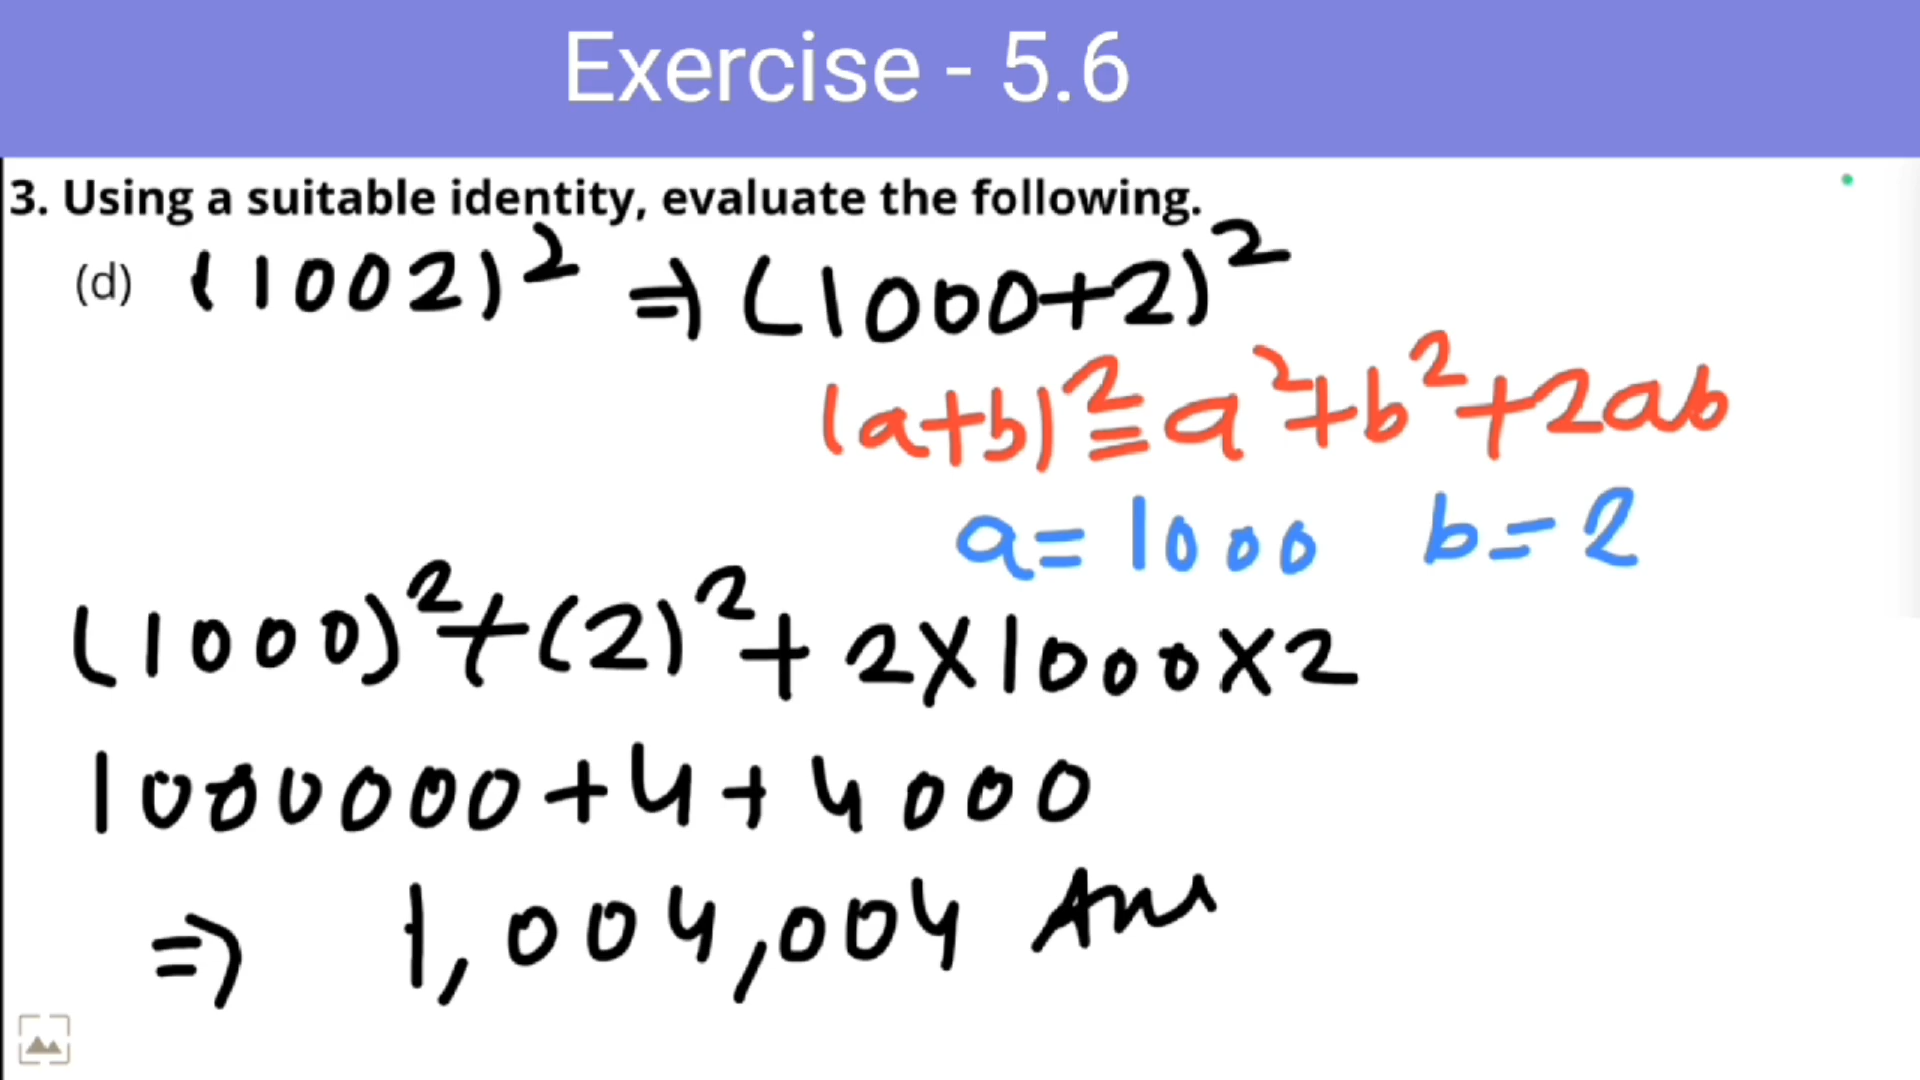 Exercise - 5.6
3. Using a suitable identity, evaluate the following.
(d) (1002)² ⇒ (1000+2)²
(a+b)² = a²+b²+2ab
a = 1000 b = 2
(1000)²+(2)²+ 2×1000×2
1000000+4+4000
⇒ 1,004,004 Ans